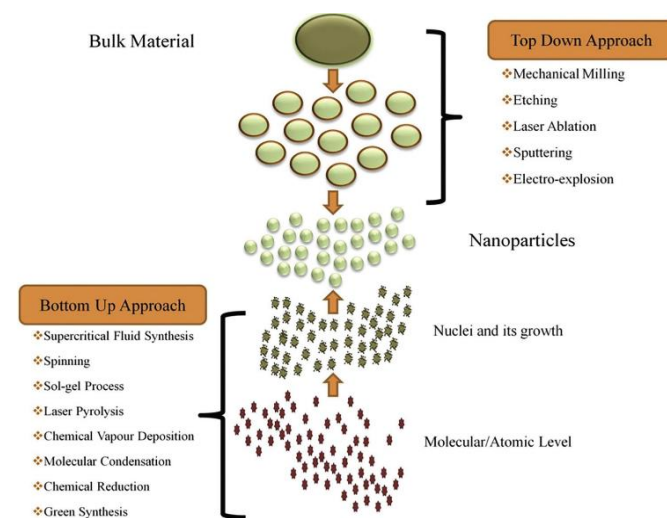 Bulk Material
Top Down Approach
❖Mechanical Milling
❖Etching
❖Laser Ablation
❖Sputtering
❖Electro-explosion
Nanoparticles
Bottom Up Approach
❖Supercritical Fluid Synthesis
❖Spinning
❖Sol-gel Process
❖Laser Pyrolysis
❖Chemical Vapour Deposition
❖Molecular Condensation
❖Chemical Reduction
❖Green Synthesis
Nuclei and its growth
Molecular/Atomic Level